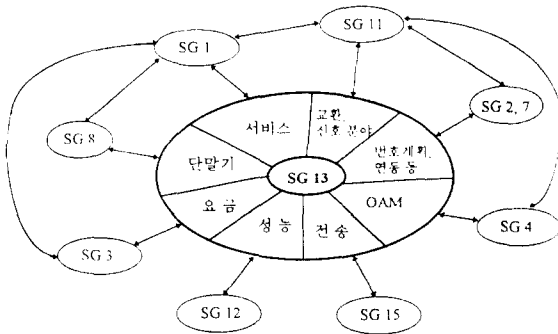 SG 1
SG 11
SG 2, 7
SG 8
서비스
교환,
신호 분야
번호계획,
연동 등
단말기
SG 13
요 금
성 능
전 송
OAM
SG 3
SG 4
SG 12
SG 15